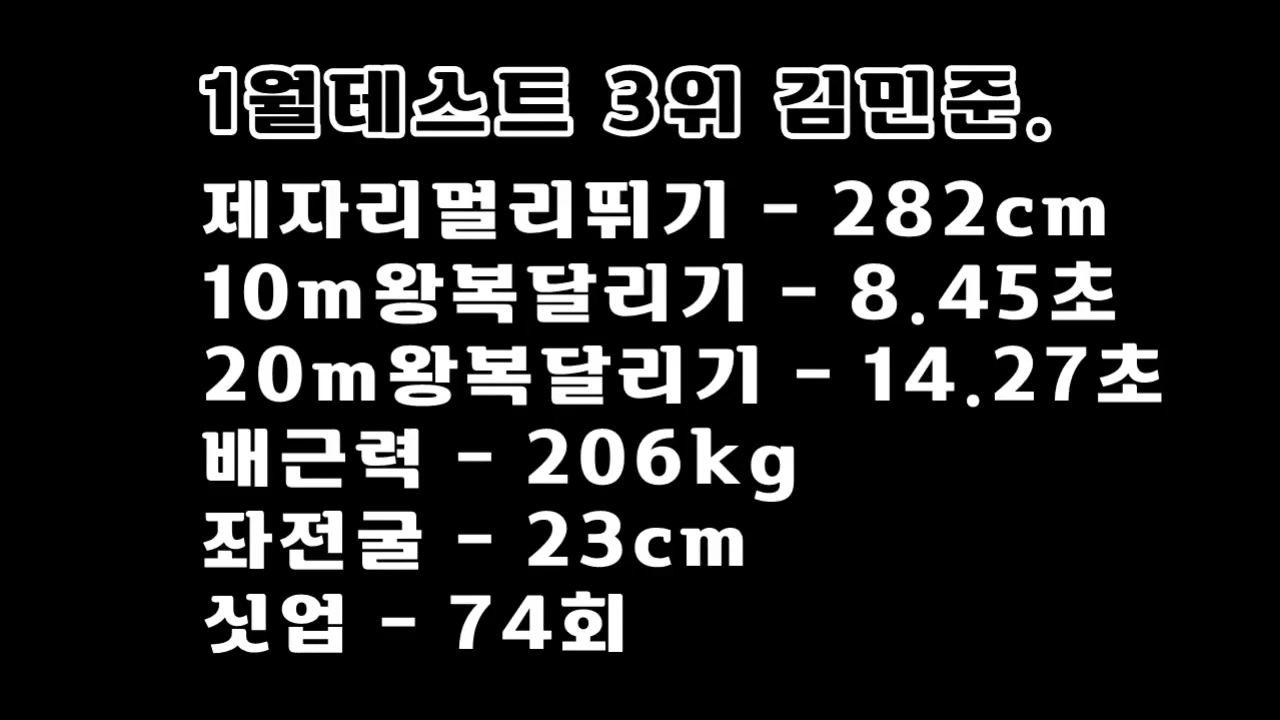 1월테스트 3위 김민준.
제자리멀리뛰기 - 282cm
10m왕복달리기 - 8.45초
20m왕복달리기 - 14.27초
배근력 - 206kg
좌전굴 - 23cm
싯업 - 74회